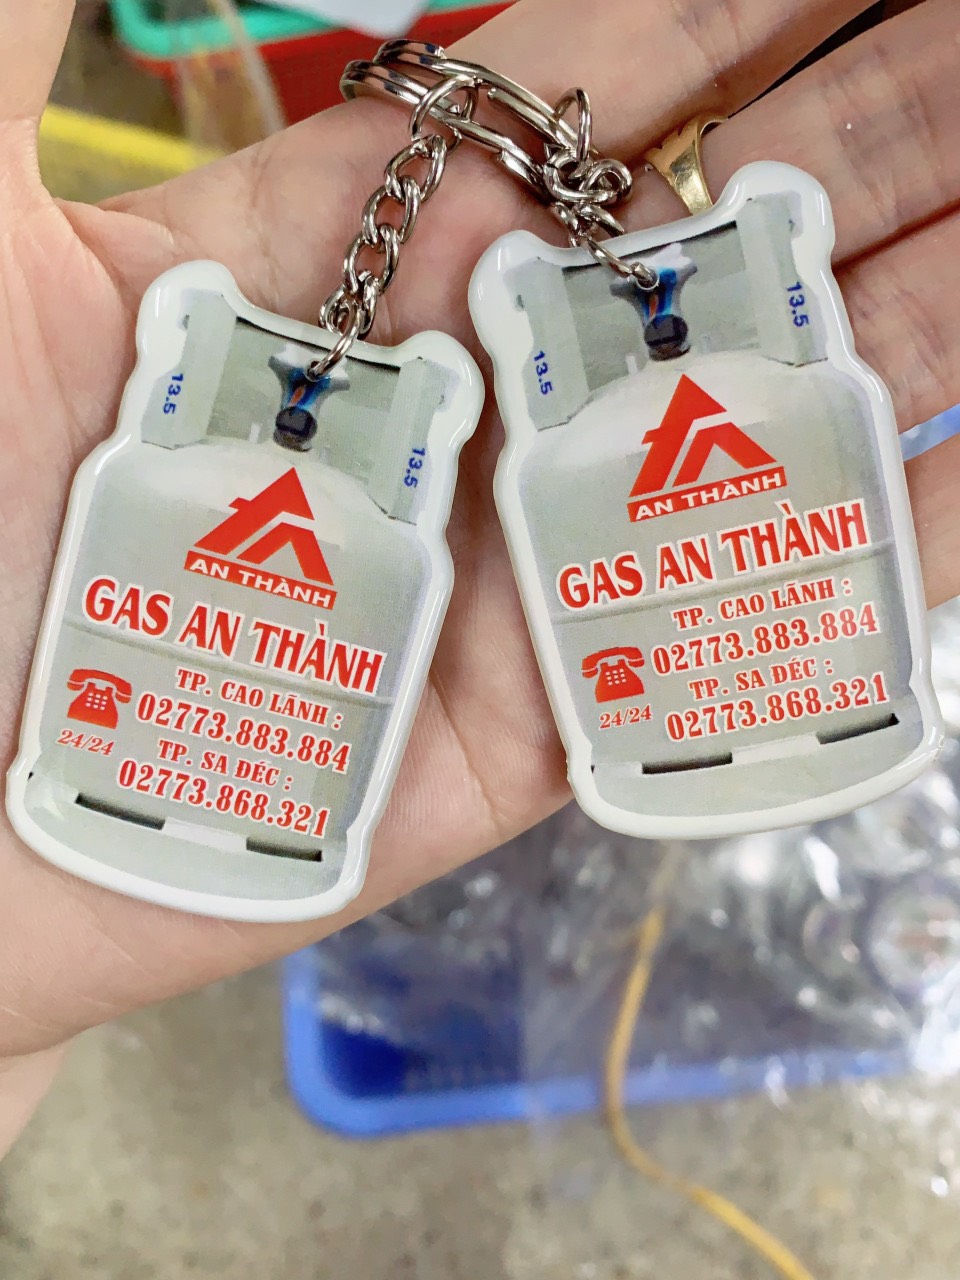 13.5
13.5
AN THÀNH
GAS AN THÀNH
TP. CAO LÃNH :
02773.883.884
24/24
TP. SA ĐÉC :
02773.868.321
13.5
13.5
AN THÀNH
GAS AN THÀNH
TP. CAO LÃNH :
02773.883.884
TP. SA ĐÉC :
24/24
02773.868.321